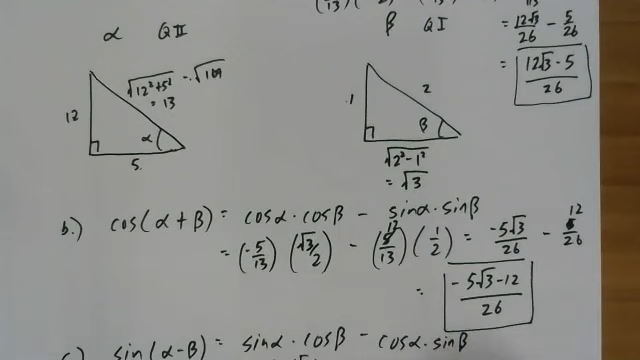 = 12√3/26 - 5/26
= 12√3 - 5/26
α QII
β QI
12
√12²+5² = √169
= 13
α
5
1
2
β
√2²-1²
= √3
b.) cos(α + β) = cosα · cosβ - sinα · sinβ
= (-5/13) (√3/2) - (12/13) (1/2) = -5√3/26 - 12/26
= -5√3-12/26
c) sin(α-β) = sinα · cosβ - cosα · sinβ